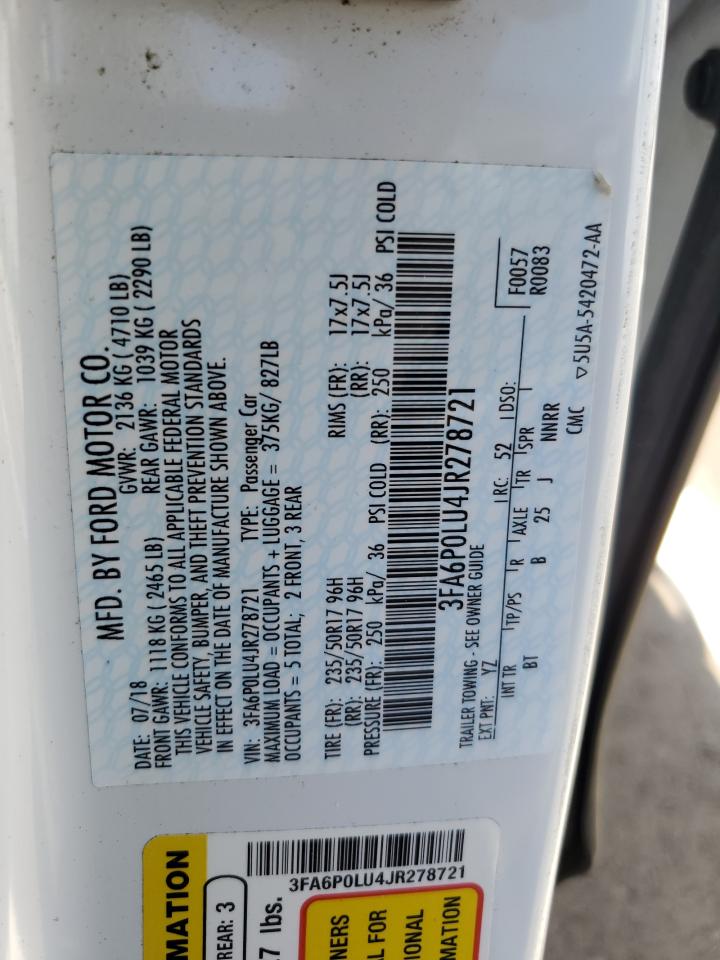 MFD. BY FORD MOTOR CO.
DATE: 07/18 GVWR: 2136 KG ( 4710 LB)
FRONT GAWR: 1118 KG ( 2465 LB) REAR GAWR: 1039 KG ( 2290 LB)
THIS VEHICLE CONFORMS TO ALL APPLICABLE FEDERAL MOTOR
VEHICLE SAFETY, BUMPER, AND THEFT PREVENTION STANDARDS
IN EFFECT ON THE DATE OF MANUFACTURE SHOWN ABOVE.
VIN: 3FA6P0LU4JR278721 TYPE: Passenger Car
MAXIMUM LOAD = OCCUPANTS + LUGGAGE = 375KG/ 827LB
OCCUPANTS = 5 TOTAL; 2 FRONT, 3 REAR
TIRE (FR): 235/50R17 96H RIMS (FR): 17x7.5J
(RR): 235/50R17 96H (RR): 17x7.5J
PRESSURE (FR): 250 kPa/ 36 PSI COLD (RR): 250 kPa/ 36 PSI COLD
3FA6P0LU4JR278721
TRAILER TOWING - SEE OWNER GUIDE
EXT PNT: YZ RC: 52 DSO: F0057
R0083
INT TR TP/PS R AXLE TR SPR
BT B 25 J NNRR
CMC
▽5U5A-5420472-AA
MATION
REAR: 3
7 lbs.
3FA6P0LU4JR278721
NERS
AL FOR
IONAL
MATION